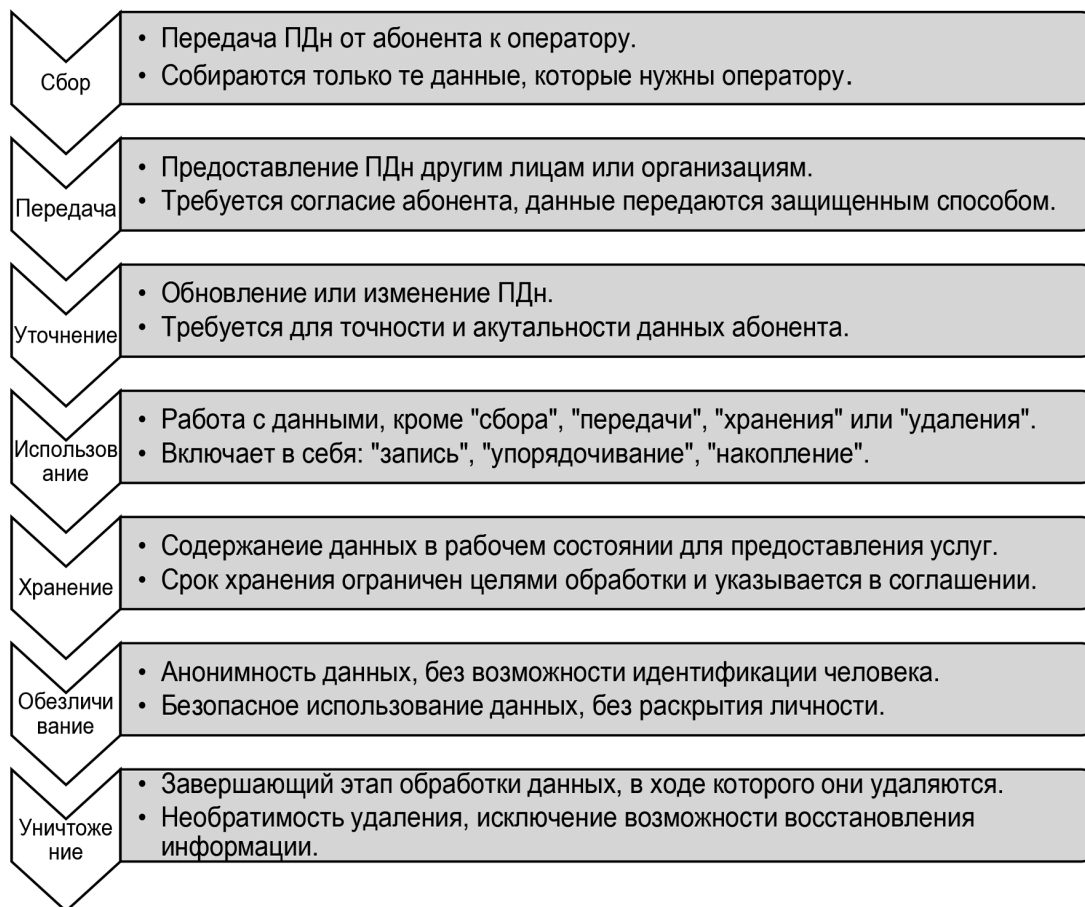 Сбор
• Передача ПДн от абонента к оператору.
• Собираются только те данные, которые нужны оператору.
Передача
• Предоставление ПДн другим лицам или организациям.
• Требуется согласие абонента, данные передаются защищенным способом.
Уточнение
• Обновление или изменение ПДн.
• Требуется для точности и акутальности данных абонента.
Использов
ание
• Работа с данными, кроме "сбора", "передачи", "хранения" или "удаления".
• Включает в себя: "запись", "упорядочивание", "накопление".
Хранение
• Содержанеие данных в рабочем состоянии для предоставления услуг.
• Срок хранения ограничен целями обработки и указывается в соглашении.
Обезличи
вание
• Анонимность данных, без возможности идентификации человека.
• Безопасное использование данных, без раскрытия личности.
Уничтоже
ние
• Завершающий этап обработки данных, в ходе которого они удаляются.
• Необратимость удаления, исключение возможности восстановления
информации.